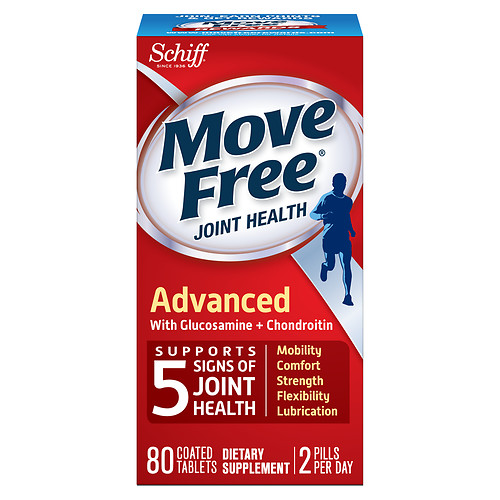 Schiff
SINCE 1936
Move
Free®
JOINT HEALTH
Advanced
With Glucosamine + Chondroitin
SUPPORTS
5 SIGNS OF
JOINT
HEALTH
Mobility
Comfort
Strength
Flexibility
Lubrication
80 COATED
TABLETS
DIETARY
SUPPLEMENT
2 PILLS
PER DAY